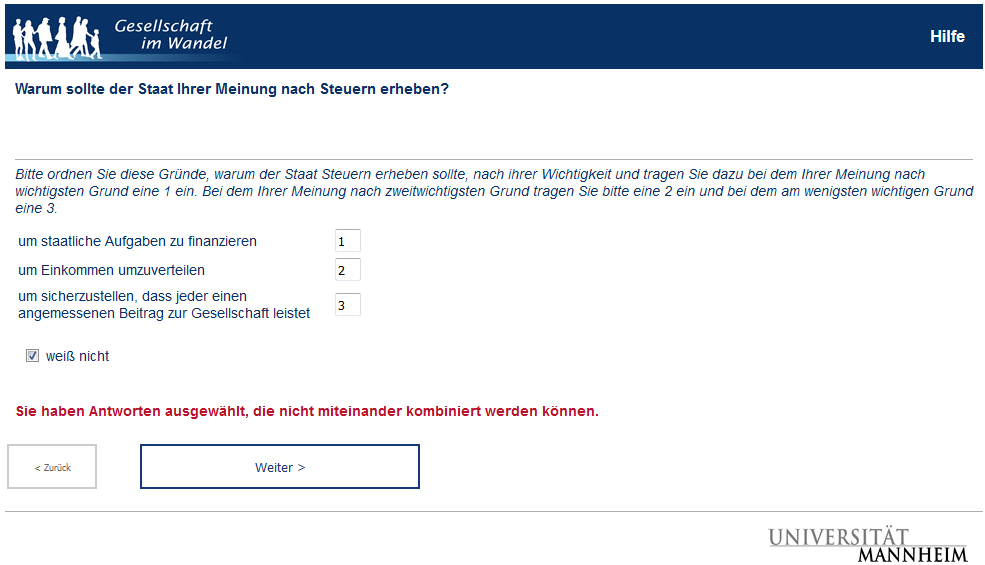 Gesellschaft
im Wandel
Hilfe
Warum sollte der Staat Ihrer Meinung nach Steuern erheben?
Bitte ordnen Sie diese Gründe, warum der Staat Steuern erheben sollte, nach ihrer Wichtigkeit und tragen Sie dazu bei dem Ihrer Meinung nach
wichtigsten Grund eine 1 ein. Bei dem Ihrer Meinung nach zweitwichtigsten Grund tragen Sie bitte eine 2 ein und bei dem am wenigsten wichtigen Grund
eine 3.
um staatliche Aufgaben zu finanzieren 1
um Einkommen umzuverteilen 2
um sicherzustellen, dass jeder einen
angemessenen Beitrag zur Gesellschaft leistet 3
weiß nicht
Sie haben Antworten ausgewählt, die nicht miteinander kombiniert werden können.
< Zurück
Weiter >
UNIVERSITÄT
MANNHEIM